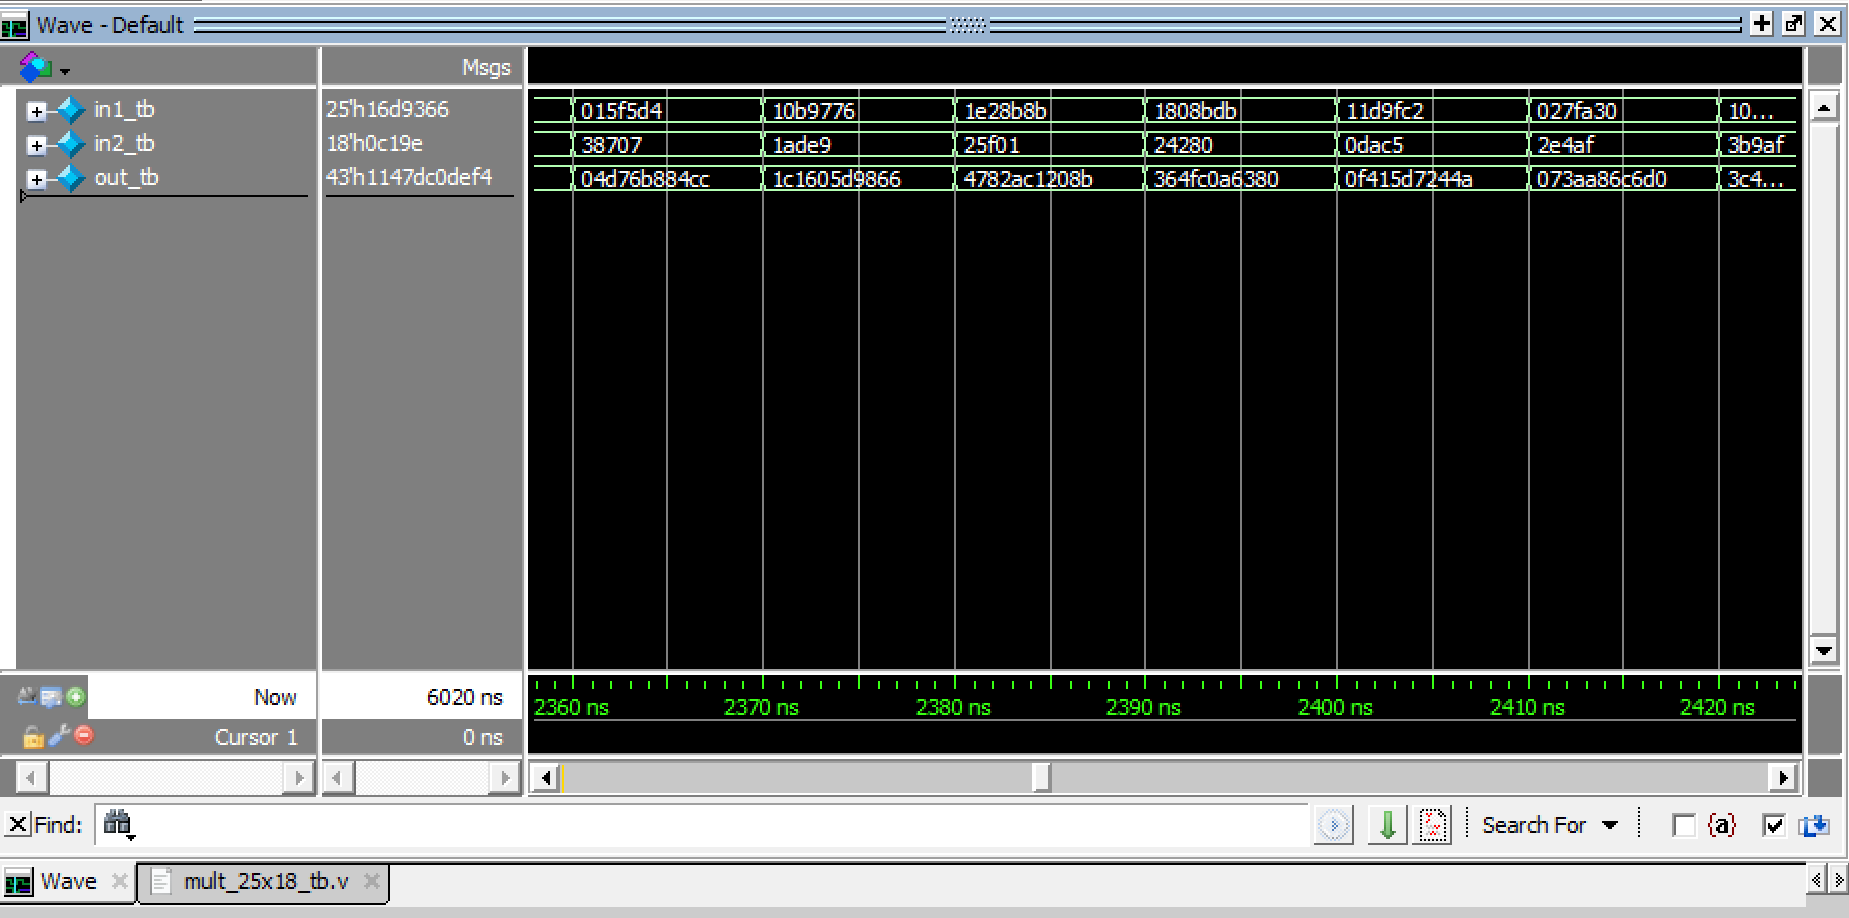 Wave - Default
Msgs
in1_tb 25'h16d9366 015f5d4 10b9776 1e28b8b 1808bdb 11d9fc2 027fa30 10...
in2_tb 18'h0c19e 38707 1ade9 25f01 24280 0dac5 2e4af 3b9af
out_tb 43'h1147dc0def4 04d76b884cc 1c1605d9866 4782ac1208b 364fc0a6380 0f415d7244a 073aa86c6d0 3c4...
Now 6020 ns 2360 ns 2370 ns 2380 ns 2390 ns 2400 ns 2410 ns 2420 ns
Cursor 1 0 ns
Find: Search For {a}
Wave mult_25x18_tb.v